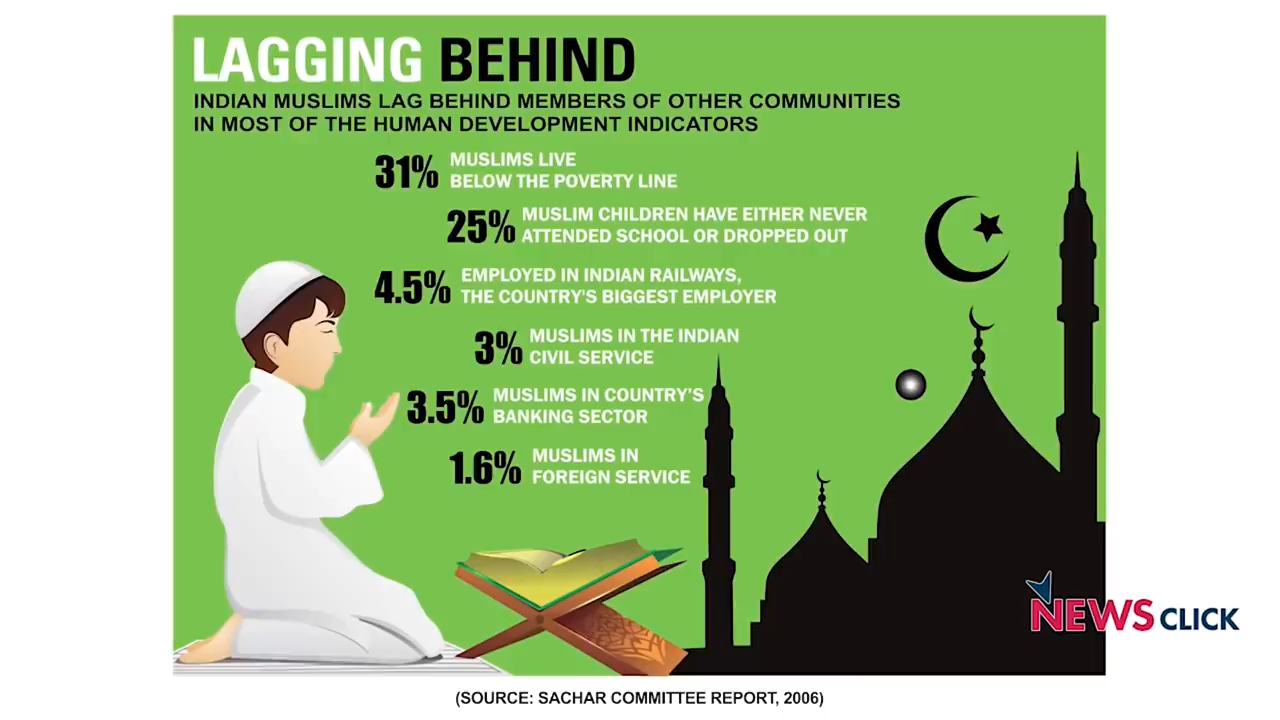 LAGGING BEHIND
INDIAN MUSLIMS LAG BEHIND MEMBERS OF OTHER COMMUNITIES
IN MOST OF THE HUMAN DEVELOPMENT INDICATORS
31% MUSLIMS LIVE
BELOW THE POVERTY LINE
25% MUSLIM CHILDREN HAVE EITHER NEVER
ATTENDED SCHOOL OR DROPPED OUT
4.5% EMPLOYED IN INDIAN RAILWAYS,
THE COUNTRY'S BIGGEST EMPLOYER
3% MUSLIMS IN THE INDIAN
CIVIL SERVICE
3.5% MUSLIMS IN COUNTRY'S
BANKING SECTOR
1.6% MUSLIMS IN
FOREIGN SERVICE
NEWSCLICK
(SOURCE: SACHAR COMMITTEE REPORT, 2006)